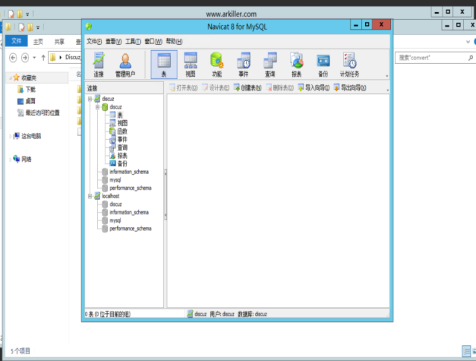 www.arkiller.com
Navicat 8 for MySQL
文件 主页 共享
文件(F) 查看(V) 工具(T) 窗口(W) 帮助(H)
连接 管理用户 表 视图 功能 事件 查询 报表 备份 计划任务
Discuz
搜索"convert"
打开表(O) 设计表(D) 创建表(N) 删除表(D) 导入向导(I) 导出向导(X)
连接
收藏夹
下载
桌面
最近访问的位置
这台电脑
网络
discuz
discuz
表
视图
函数
事件
查询
报表
备份
information_schema
mysql
performance_schema
localhost
discuz
information_schema
mysql
performance_schema
0 表 (0 位于目前的组)
discuz 用户: discuz 数据库: discuz
1 个项目